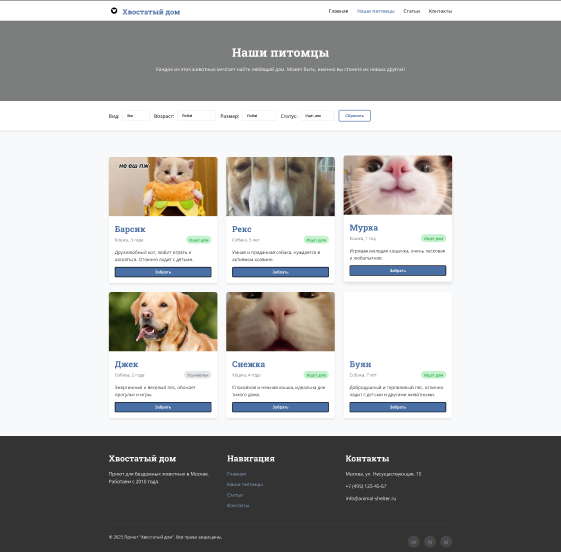 Хвостатый дом
Главная Наши питомцы Статьи Контакты
Наши питомцы
Каждое из этих животных мечтает найти любящий дом. Может быть, именно вы станете их новым другом?
Вид: Все Возраст: Любой Размер: Любой Статус: Ищет дом Сбросить
не ешь пж
Барсик
Кошка, 3 года Ищет дом
Дружелюбный кот, любит играть и
ласкаться. Отлично ладит с детьми.
Забрать
Рекс
Собака, 5 лет Ищет дом
Умная и преданная собака, нуждается в
активном хозяине.
Забрать
Мурка
Кошка, 1 год Ищет дом
Игривая молодая кошечка, очень ласковая
и любопытная.
Забрать
Джек
Собака, 2 года
Энергичный и веселый пес, обожает
прогулки и игры.
Забрать
Снежка
Кошка, 4 года Ищет дом
Спокойная и нежная кошка, идеальна для
тихого дома.
Забрать
Буян
Собака, 7 лет Ищет дом
Добродушный и терпеливый пес, отлично
ладит с детьми и другими животными.
Забрать
Хвостатый дом
Приют для бездомных животных в Москве.
Работаем с 2010 года.
Навигация
Главная
Наши питомцы
Статьи
Контакты
Контакты
Москва, ул. Несуществующая, 15
+7 (495) 123-45-67
info@animal-shelter.ru
© 2025 Приют "Хвостатый дом". Все права защищены.